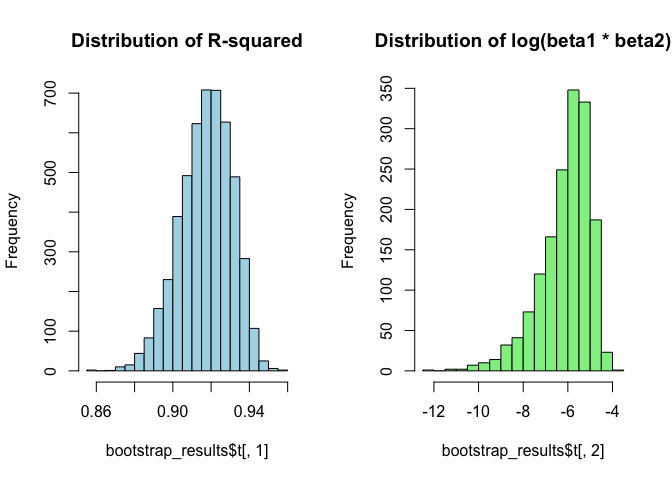 Distribution of R-squared
Frequency
0 100 300 500 700
0.86 0.90 0.94
bootstrap_results$t[, 1]
Distribution of log(beta1 * beta2)
Frequency
0 50 100 150 200 250 300 350
-12 -10 -8 -6 -4
bootstrap_results$t[, 2]